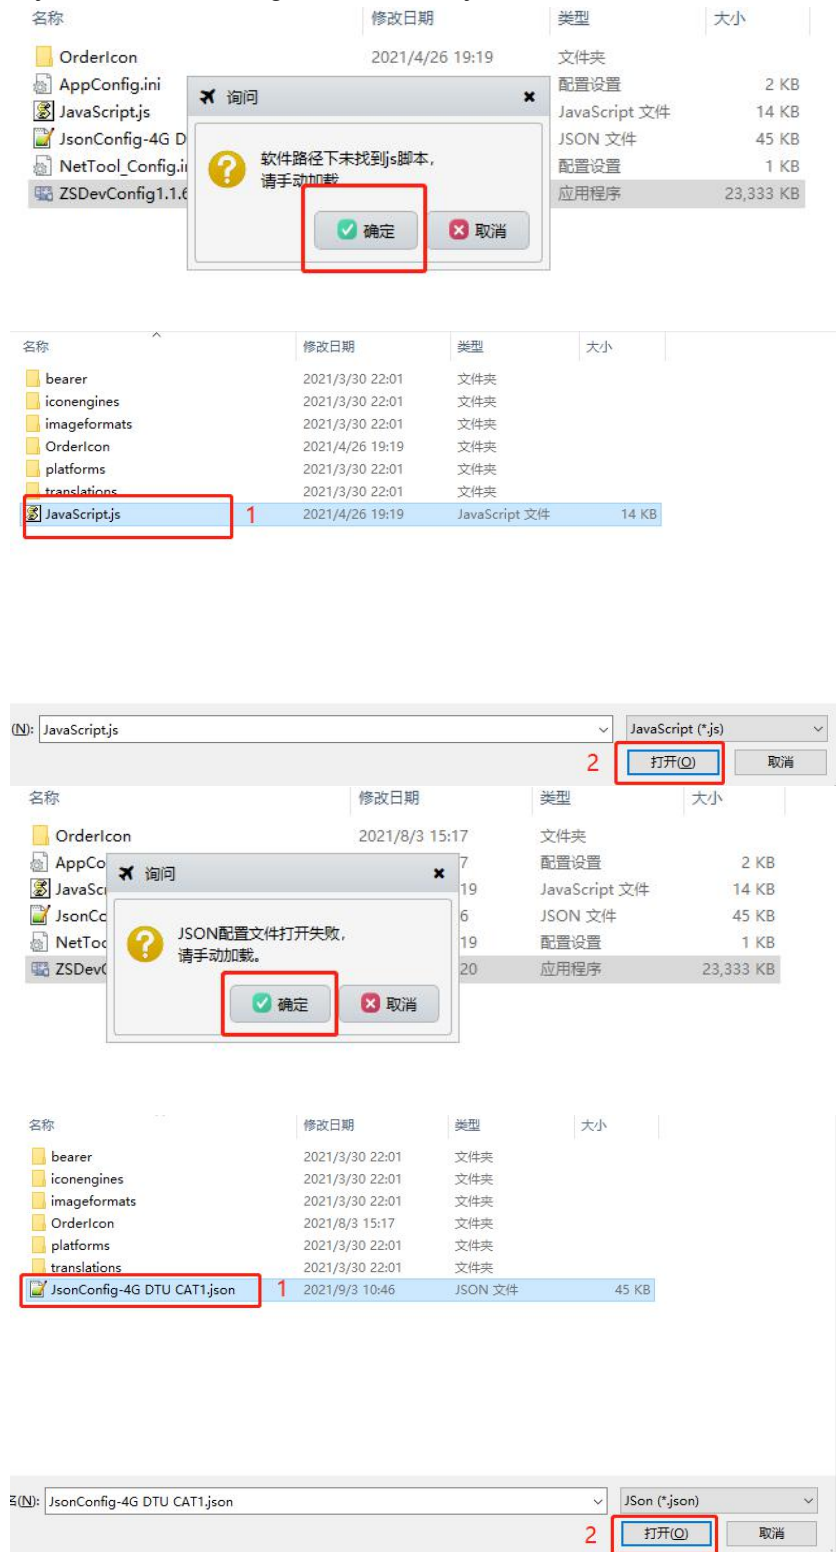 名称 修改日期 类型 大小
OrderIcon 2021/4/26 19:19 文件夹
AppConfig.ini 配置设置 2 KB
JavaScript.js JavaScript 文件 14 KB
JsonConfig-4G D JSON 文件 45 KB
NetTool_Config.i 配置设置 1 KB
ZSDevConfig1.1.6 应用程序 23,333 KB
询问
软件路径下未找到js脚本,
请手动加载
确定 取消
名称 修改日期 类型 大小
bearer 2021/3/30 22:01 文件夹
iconengines 2021/3/30 22:01 文件夹
imageformats 2021/3/30 22:01 文件夹
OrderIcon 2021/4/26 19:19 文件夹
platforms 2021/3/30 22:01 文件夹
translations 2021/3/30 22:01 文件夹
JavaScript.js 1 2021/4/26 19:19 JavaScript 文件 14 KB
(N): JavaScript.js JavaScript (*.js)
2 打开(O) 取消
名称 修改日期 类型 大小
OrderIcon 2021/8/3 15:17 文件夹
AppCo 7 配置设置 2 KB
JavaSc 19 JavaScript 文件 14 KB
JsonCo 6 JSON 文件 45 KB
NetToo 19 配置设置 1 KB
ZSDev 20 应用程序 23,333 KB
询问
JSON配置文件打开失败,
请手动加载。
确定 取消
名称 修改日期 类型 大小
bearer 2021/3/30 22:01 文件夹
iconengines 2021/3/30 22:01 文件夹
imageformats 2021/3/30 22:01 文件夹
OrderIcon 2021/8/3 15:17 文件夹
platforms 2021/3/30 22:01 文件夹
translations 2021/3/30 22:01 文件夹
JsonConfig-4G DTU CAT1.json 1 2021/9/3 10:46 JSON 文件 45 KB
(N): JsonConfig-4G DTU CAT1.json JSon (*.json)
2 打开(O) 取消